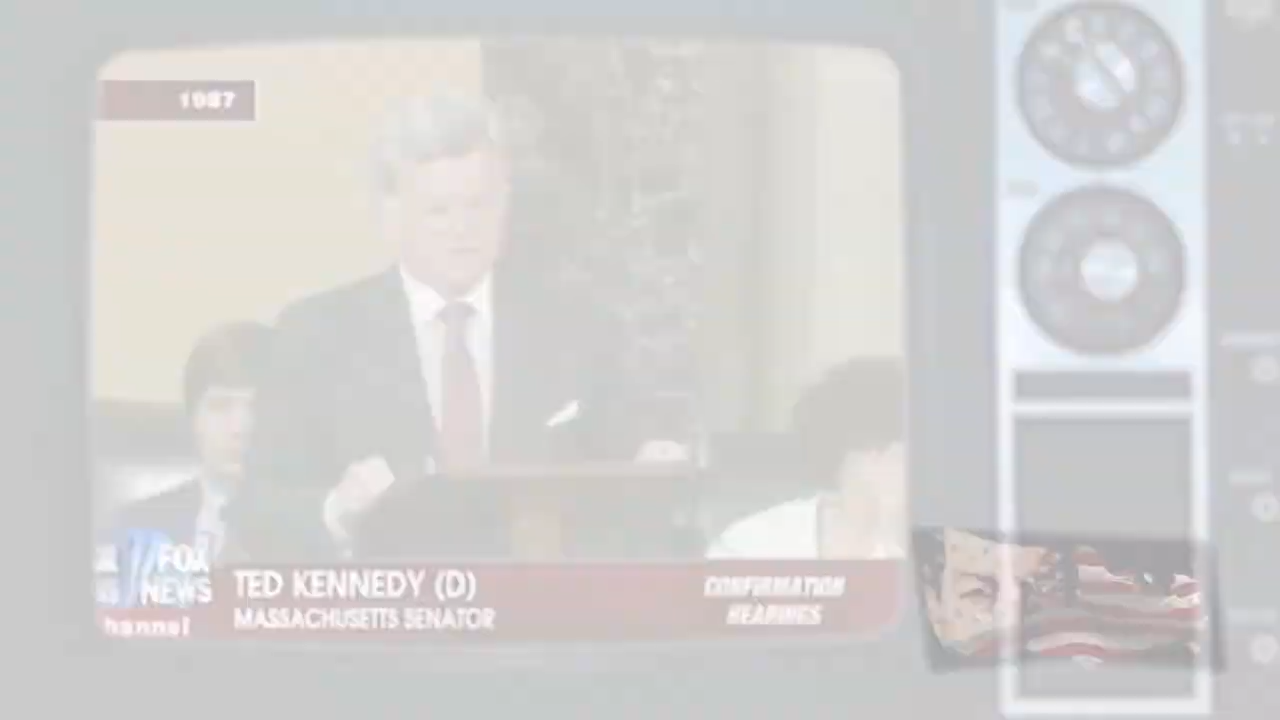 1987
FOX
NEWS
hannel
TED KENNEDY (D)
MASSACHUSETTS SENATOR
CONFIRMATION
HEARINGS